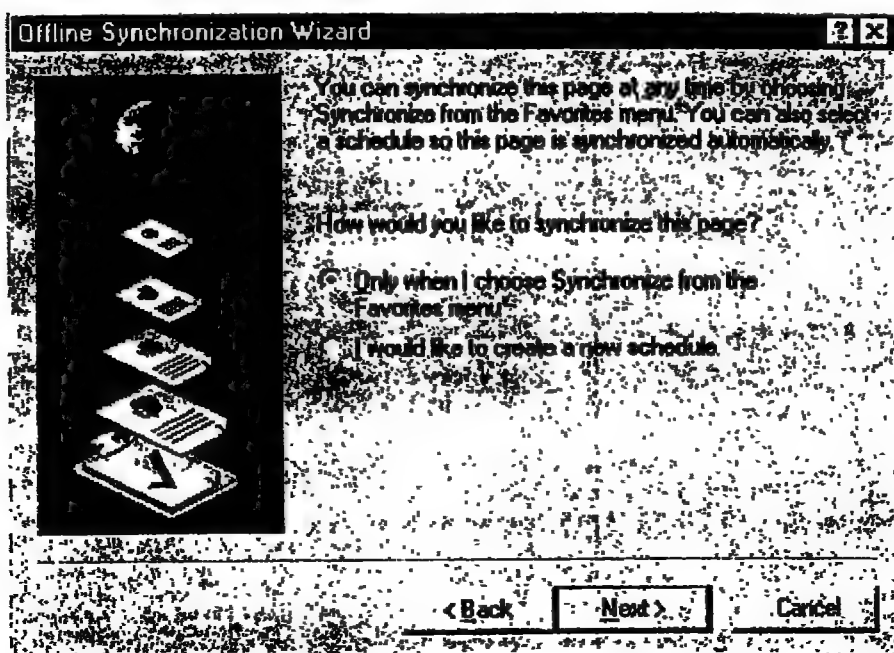 Offline Synchronization Wizard
You can synchronize this page at any time by choosing
Synchronize from the Favorites menu. You can also select
a schedule so this page is synchronized automatically.
How would you like to synchronize this page?
Only when I choose Synchronize from the
Favorites menu
I would like to create a new schedule.
< Back
Next >
Cancel